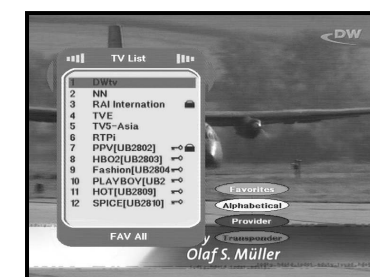 DW
TV List
1 DWtv
2 NN
3 RAI Internation
4 TVE
5 TV5-Asia
6 RTPi
7 PPV[UB2802]
8 HBO2[UB2803]
9 Fashion[UB2804
10 PLAYBOY[UB2
11 HOT[UB2809]
12 SPICE[UB2810]
FAV All
Favorites
Alphabetical
Provider
Transponder
y
Olaf S. Müller